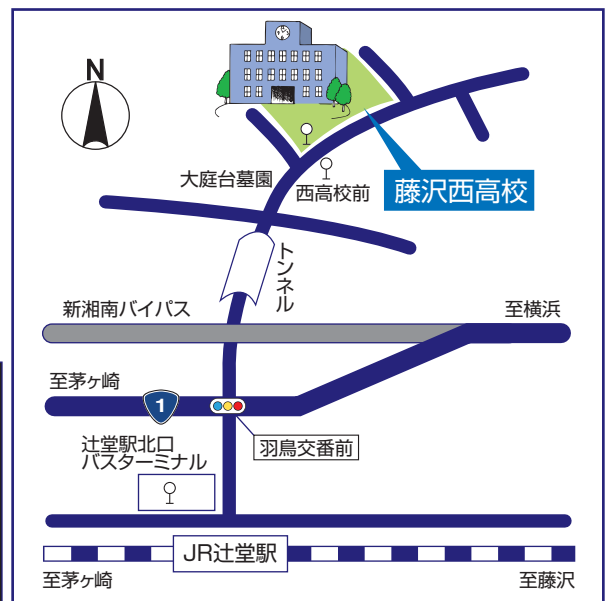 N
大庭台墓園
西高校前
藤沢西高校
トンネル
新湘南バイパス
至横浜
至茅ヶ崎
1
辻堂駅北口
バスターミナル
羽鳥交番前
JR辻堂駅
至茅ヶ崎
至藤沢